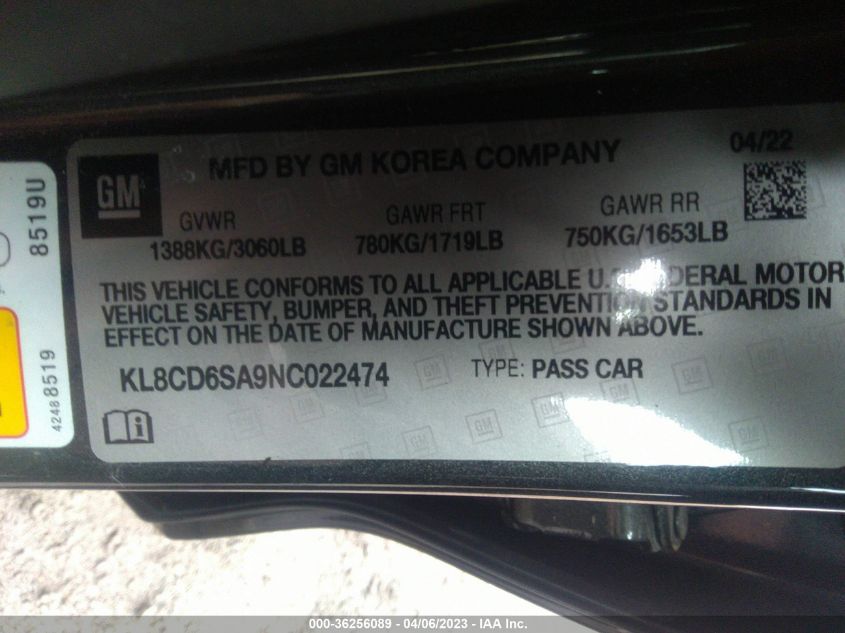 MFD BY GM KOREA COMPANY
04/22
GM
GVWR
GAWR FRT
GAWR RR
1388KG/3060LB
780KG/1719LB
750KG/1653LB
THIS VEHICLE CONFORMS TO ALL APPLICABLE U.S. FEDERAL MOTOR
VEHICLE SAFETY, BUMPER, AND THEFT PREVENTION STANDARDS IN
EFFECT ON THE DATE OF MANUFACTURE SHOWN ABOVE.
KL8CD6SA9NC022474
TYPE: PASS CAR
8519U
42488519
000-36256089 - 04/06/2023 - IAA Inc.